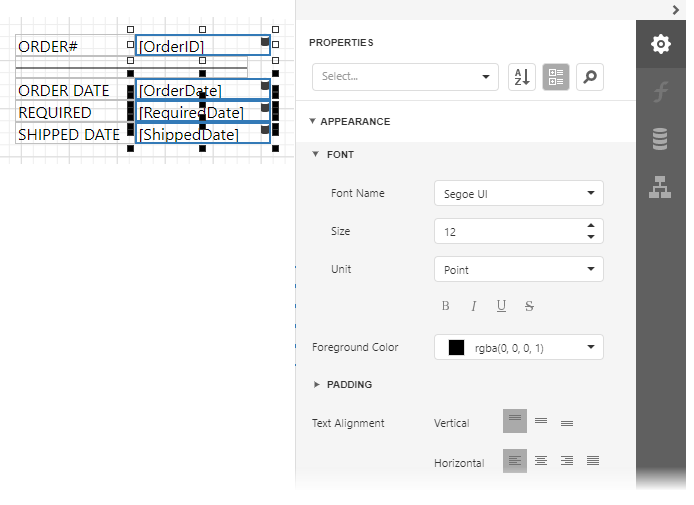 ORDER# [OrderID]
ORDER DATE [OrderDate]
REQUIRED [RequiredDate]
SHIPPED DATE [ShippedDate]
PROPERTIES
Select...
A
Z
APPEARANCE
FONT
Font Name Segoe UI
Size 12
Unit Point
B I U S
Foreground Color rgba(0, 0, 0, 1)
PADDING
Text Alignment Vertical
Horizontal